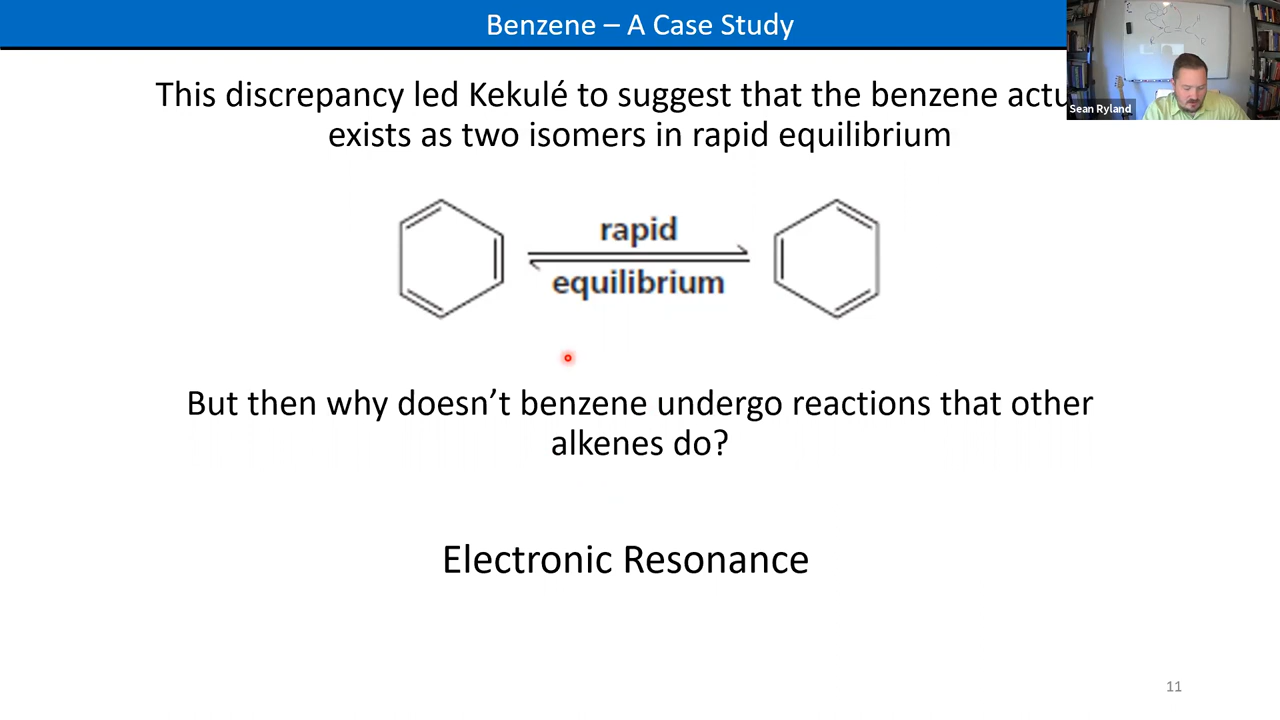 Benzene – A Case Study
This discrepancy led Kekulé to suggest that the benzene
exists as two isomers in rapid equilibrium
Sean Ryland
rapid
equilibrium
But then why doesn’t benzene undergo reactions that other
alkenes do?
Electronic Resonance
11